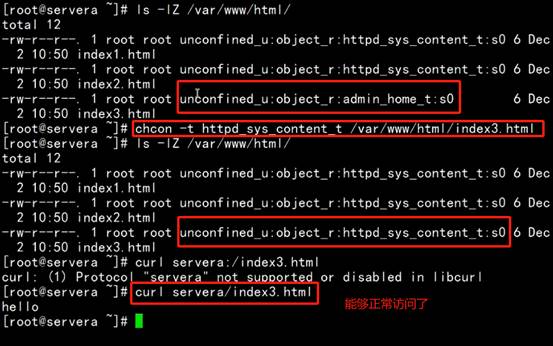 [root@servera ~]# ls -lZ /var/www/html/
total 12
-rw-r--r--. 1 root root unconfined_u:object_r:httpd_sys_content_t:s0 6 Dec
 2 10:50 index1.html
-rw-r--r--. 1 root root unconfined_u:object_r:httpd_sys_content_t:s0 6 Dec
 2 10:50 index2.html
-rw-r--r--. 1 root root unconfined_u:object_r:admin_home_t:s0 6 Dec
 2 10:50 index3.html
[root@servera ~]# chcon -t httpd_sys_content_t /var/www/html/index3.html
[root@servera ~]# ls -lZ /var/www/html/
total 12
-rw-r--r--. 1 root root unconfined_u:object_r:httpd_sys_content_t:s0 6 Dec
 2 10:50 index1.html
-rw-r--r--. 1 root root unconfined_u:object_r:httpd_sys_content_t:s0 6 Dec
 2 10:50 index2.html
-rw-r--r--. 1 root root unconfined_u:object_r:httpd_sys_content_t:s0 6 Dec
 2 10:50 index3.html
[root@servera ~]# curl servera:/index3.html
curl: (1) Protocol "servera" not supported or disabled in libcurl
[root@servera ~]# curl servera/index3.html
hello
能够正常访问了
[root@servera ~]#